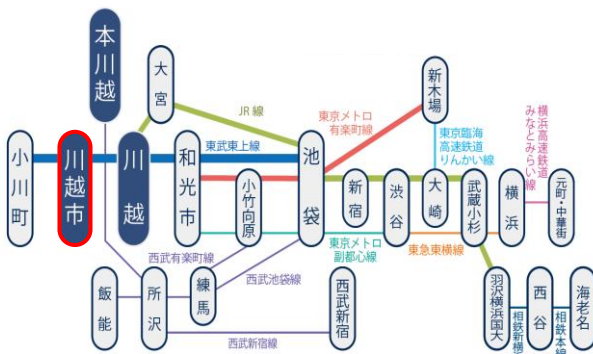 本川越
大宮
JR線
東京メトロ
有楽町線
新木場
小川町
川越市
川越
和光市
東武東上線
池袋
東京臨海
高速鉄道
りんかい線
横浜高速鉄道
みなとみらい線
小竹向原
新宿
渋谷
大崎
武蔵小杉
横浜
元町・中華街
西武有楽町線
東京メトロ
副都心線
東急東横線
西武池袋線
飯能
所沢
練馬
西武新宿
西武新宿線
羽沢横浜国大
西谷
海老名
相鉄新横
相鉄本線